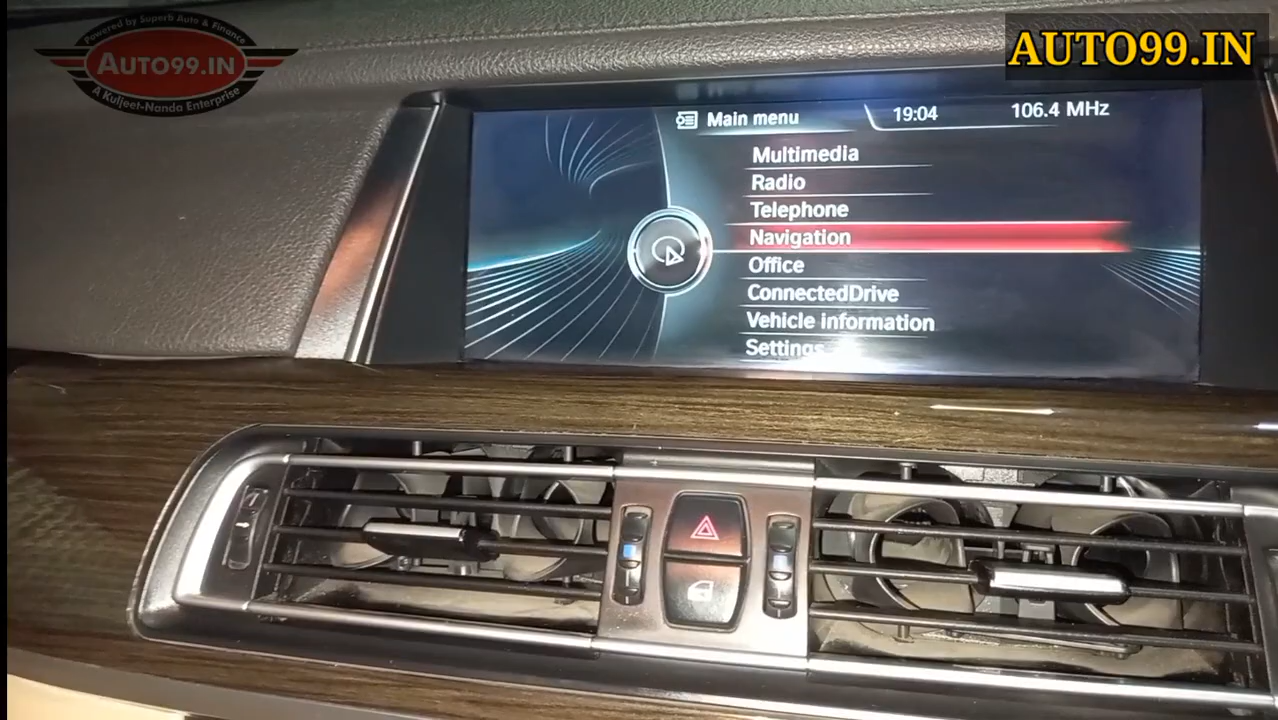 Powered by Superb Auto & Finance
AUTO99.IN
A Kuljeet-Nanda Enterprise
AUTO99.IN
Main menu
19:04
106.4 MHz
Multimedia
Radio
Telephone
Navigation
Office
ConnectedDrive
Vehicle information
Settings